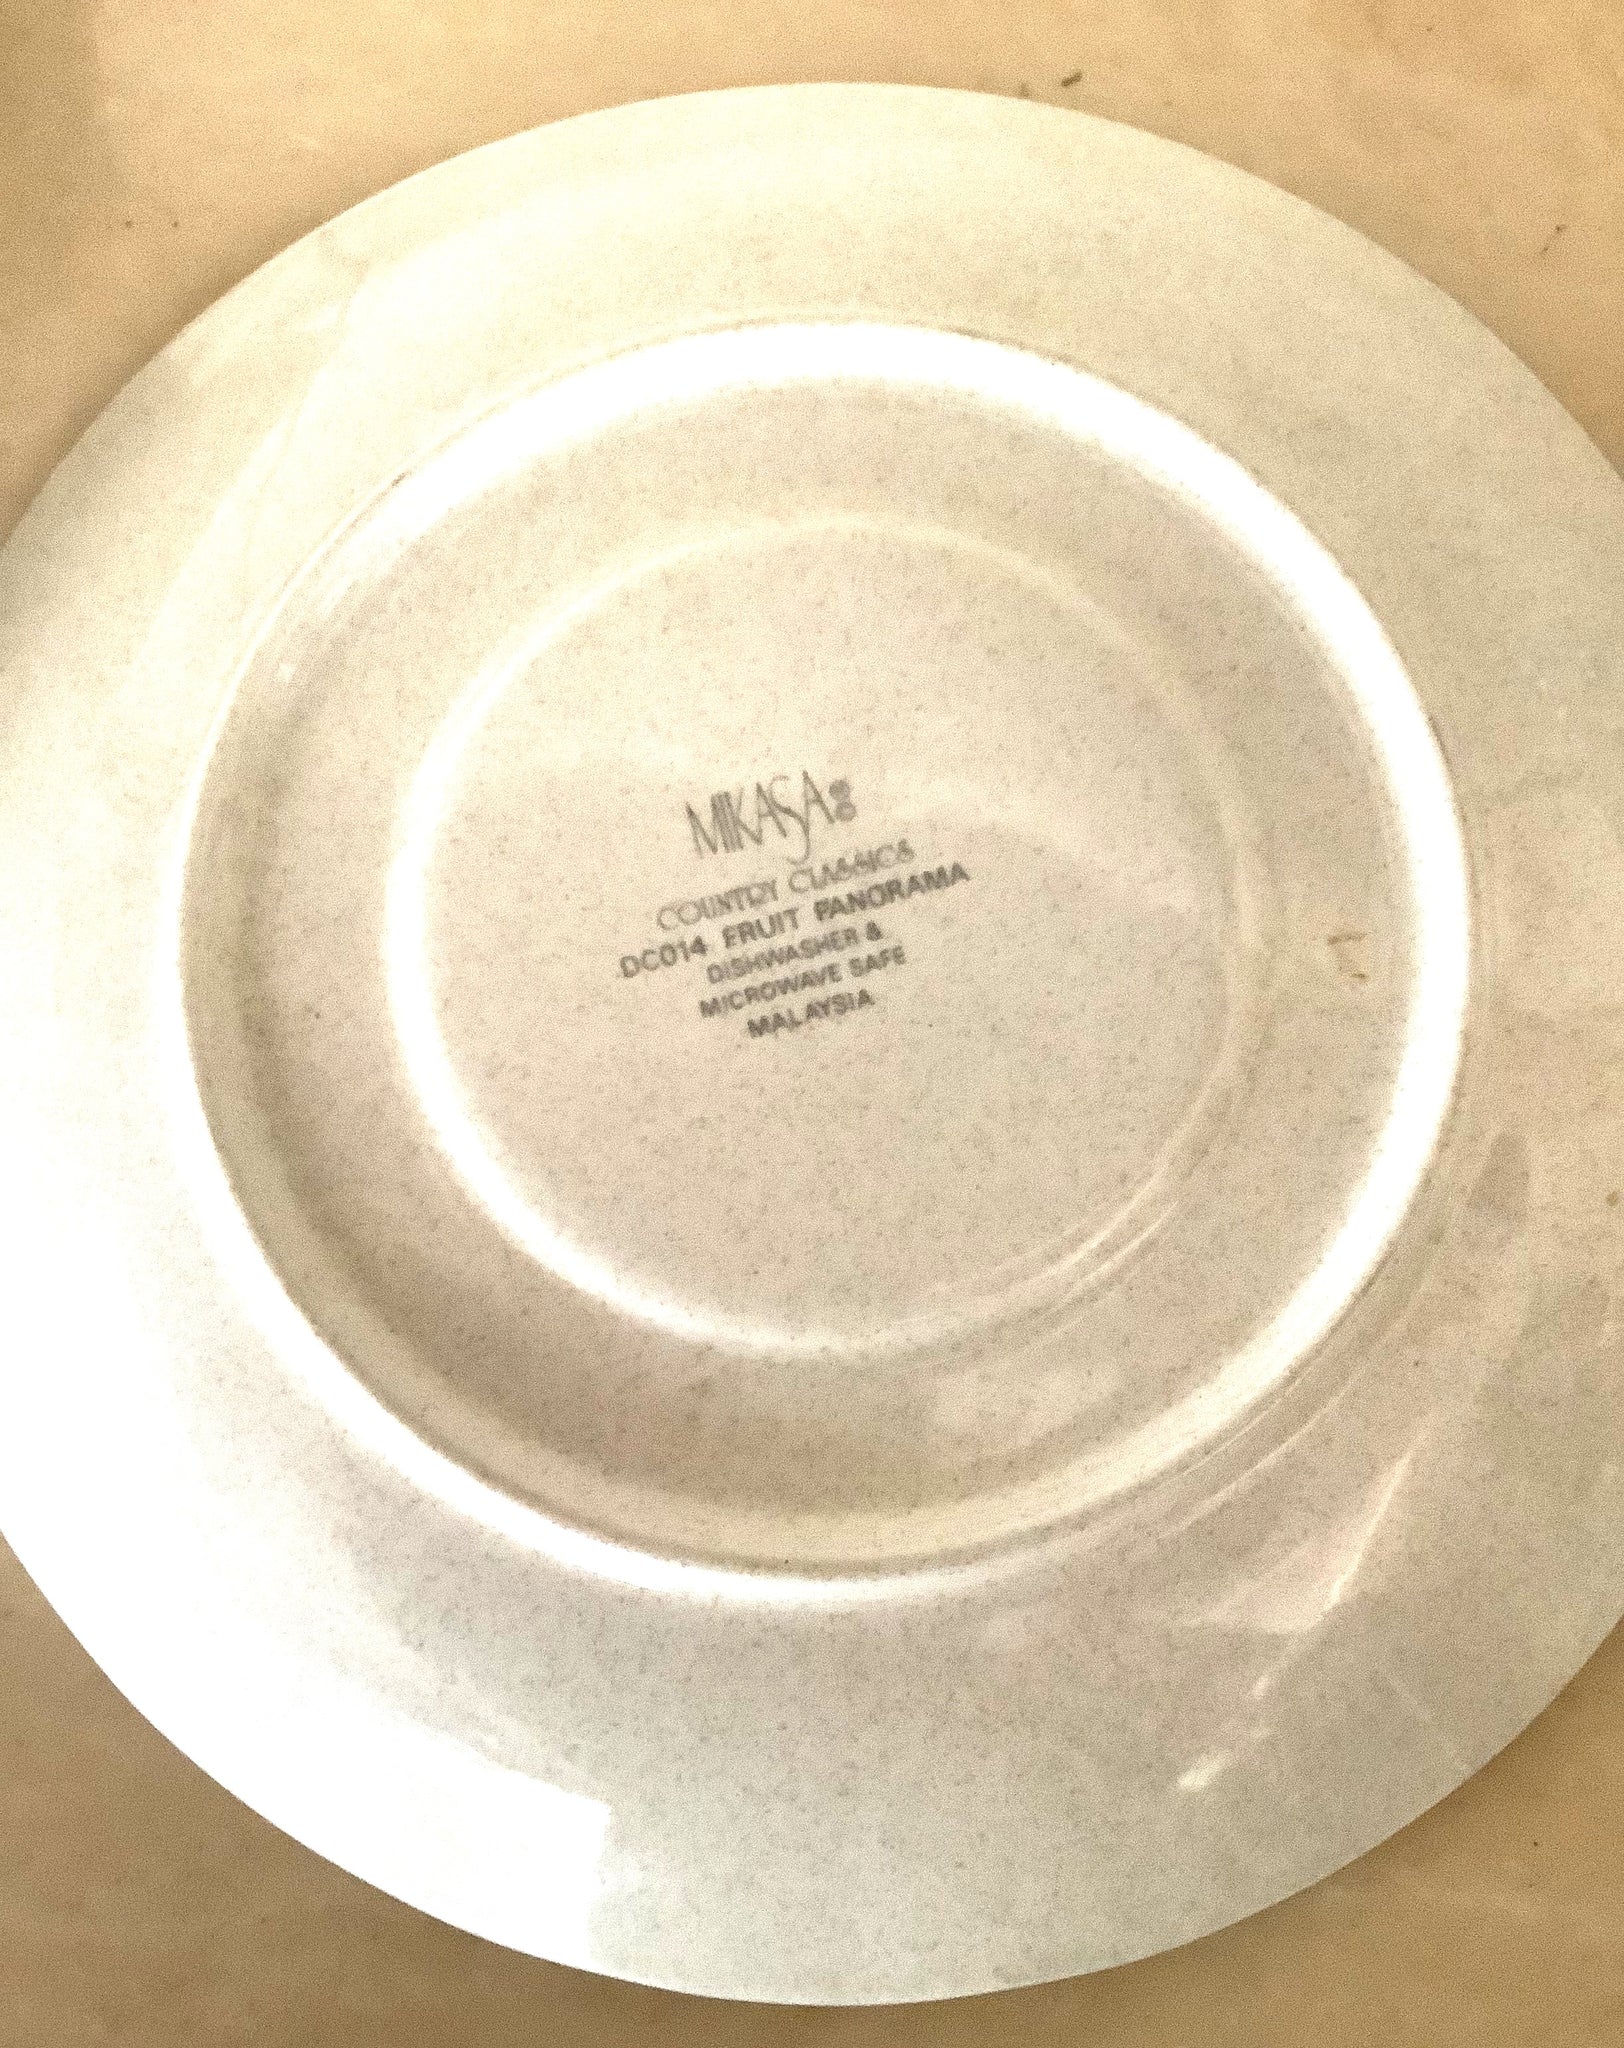 MIKASA
COUNTRY CLASSICS
DC014 FRUIT PANORAMA
DISHWASHER &
MICROWAVE SAFE
MALAYSIA